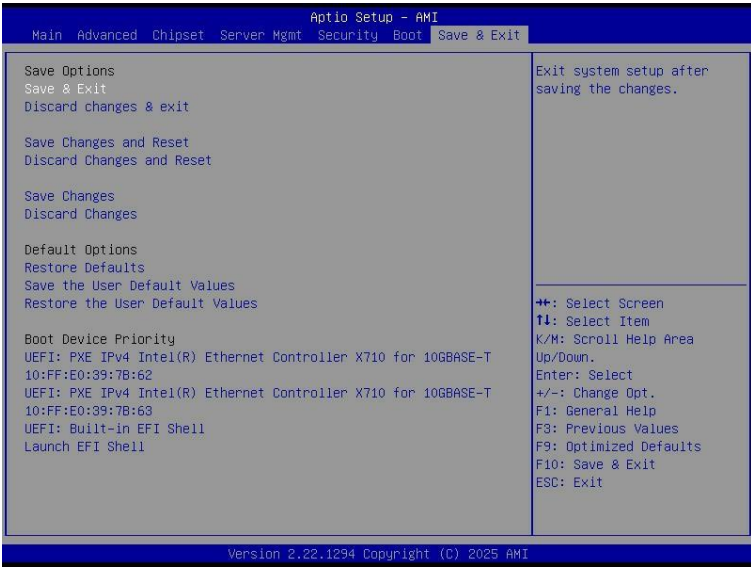 Aptio Setup - AMI
Main Advanced Chipset Server Mgmt Security Boot Save & Exit
Save Options
Save & Exit
Discard changes & exit
Save Changes and Reset
Discard Changes and Reset
Save Changes
Discard Changes
Default Options
Restore Defaults
Save the User Default Values
Restore the User Default Values
Boot Device Priority
UEFI: PXE IPv4 Intel(R) Ethernet Controller X710 for 10GBASE-T
10:FF:E0:39:7B:62
UEFI: PXE IPv4 Intel(R) Ethernet Controller X710 for 10GBASE-T
10:FF:E0:39:7B:63
UEFI: Built-in EFI Shell
Launch EFI Shell
Exit system setup after
saving the changes.
→←: Select Screen
↑↓: Select Item
K/M: Scroll Help Area
Up/Down.
Enter: Select
+/-: Change Opt.
F1: General Help
F3: Previous Values
F9: Optimized Defaults
F10: Save & Exit
ESC: Exit
Version 2.22.1294 Copyright (C) 2025 AMI